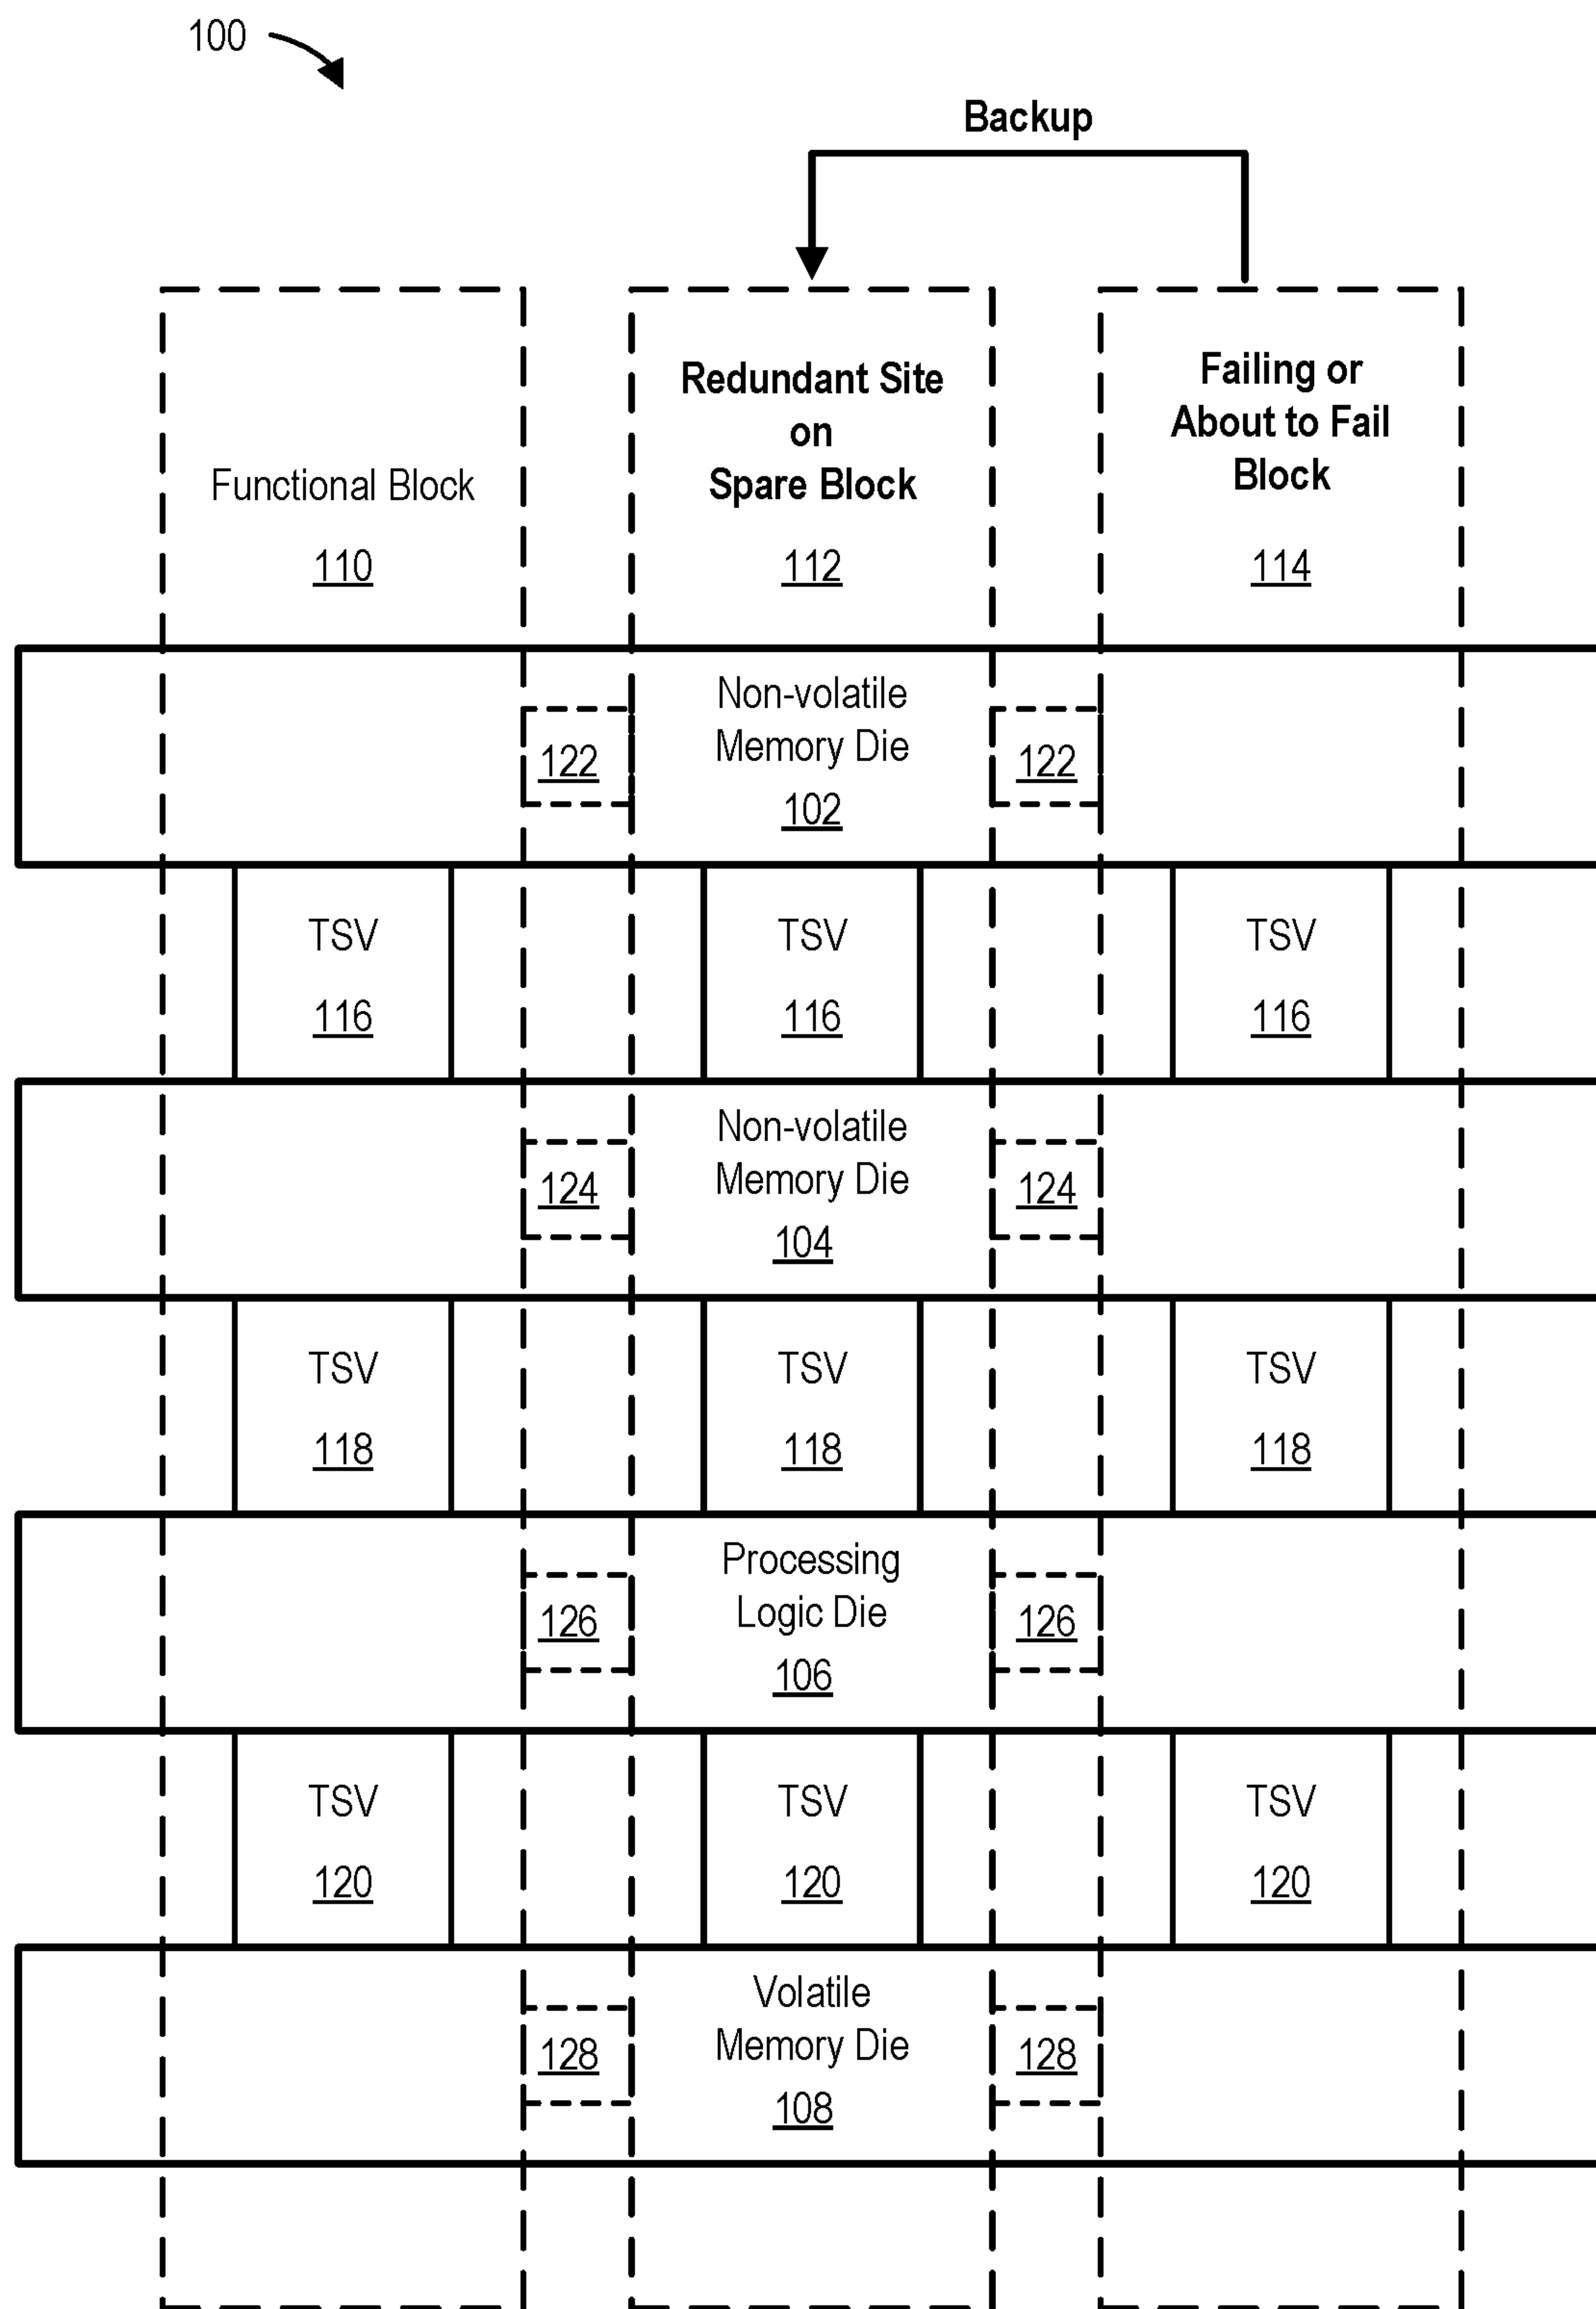 100
Backup
Functional Block
110
Redundant Site
on
Spare Block
112
Failing or
About to Fail
Block
114
122
Non-volatile
Memory Die
102
122
TSV
116
TSV
116
TSV
116
124
Non-volatile
Memory Die
104
124
TSV
118
TSV
118
TSV
118
126
Processing
Logic Die
106
126
TSV
120
TSV
120
TSV
120
128
Volatile
Memory Die
108
128